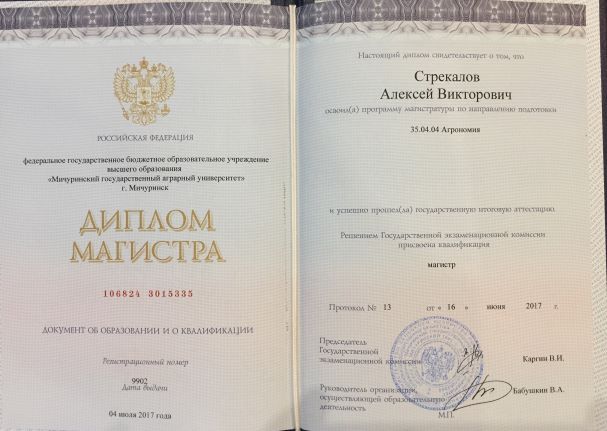 РОССИЙСКАЯ ФЕДЕРАЦИЯ
федеральное государственное бюджетное образовательное учреждение
высшего образования
«Мичуринский государственный аграрный университет»
г. Мичуринск
ДИПЛОМ
МАГИСТРА
106824 3015335
ДОКУМЕНТ ОБ ОБРАЗОВАНИИ И О КВАЛИФИКАЦИИ
Регистрационный номер
9902
Дата выдачи
04 июля 2017 года
Настоящий диплом свидетельствует о том, что
Стрекалов
Алексей Викторович
освоил(а) программу магистратуры по направлению подготовки
35.04.04 Агрономия
и успешно прошел(ла) государственную итоговую аттестацию
Решением Государственной экзаменационной комиссии
присвоена квалификация
магистр
Протокол № 13 от « 16 » июня 2017 г.
Председатель
Государственной
экзаменационной комиссии
Каргин В.И.
Руководитель организации,
осуществляющей образовательную
деятельность
Бабушкин В.А.
М.П.